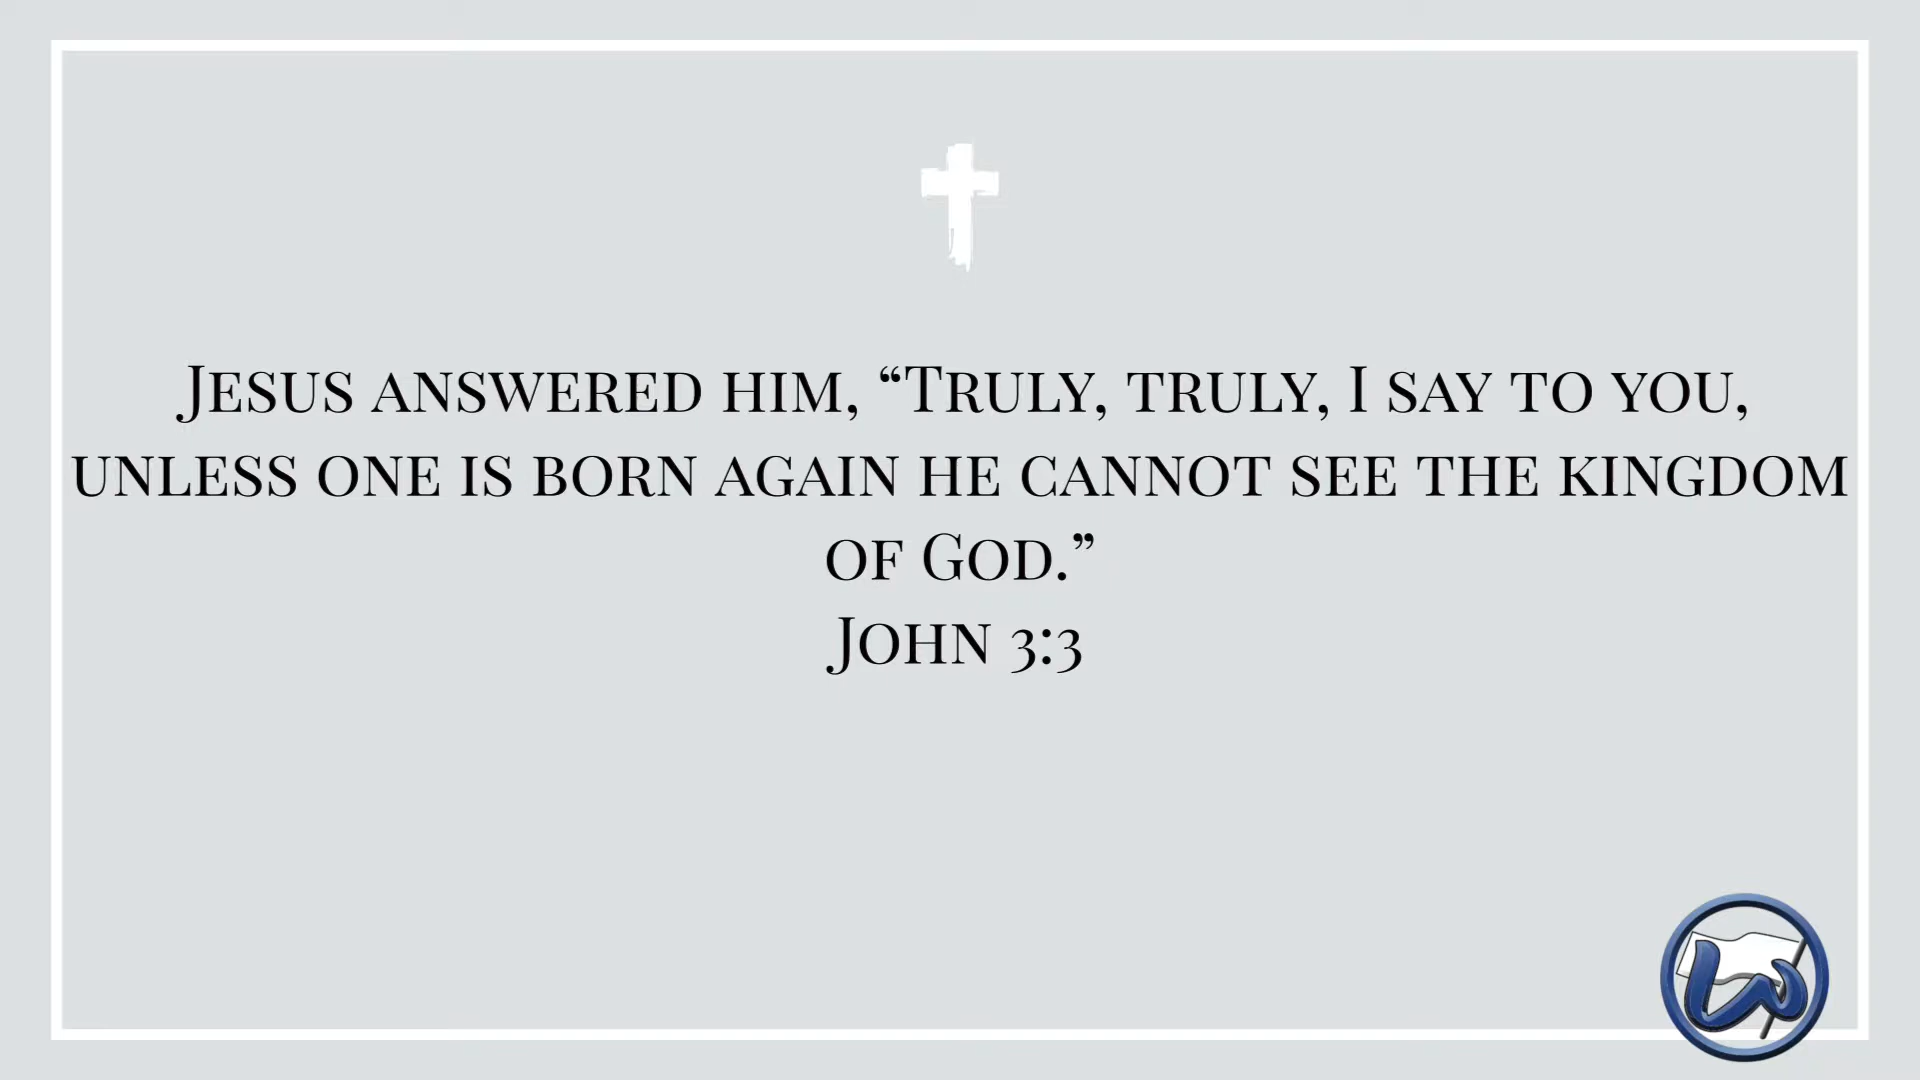 Jesus answered him, “Truly, truly, I say to you,
unless one is born again he cannot see the kingdom
of God.”
John 3:3
W